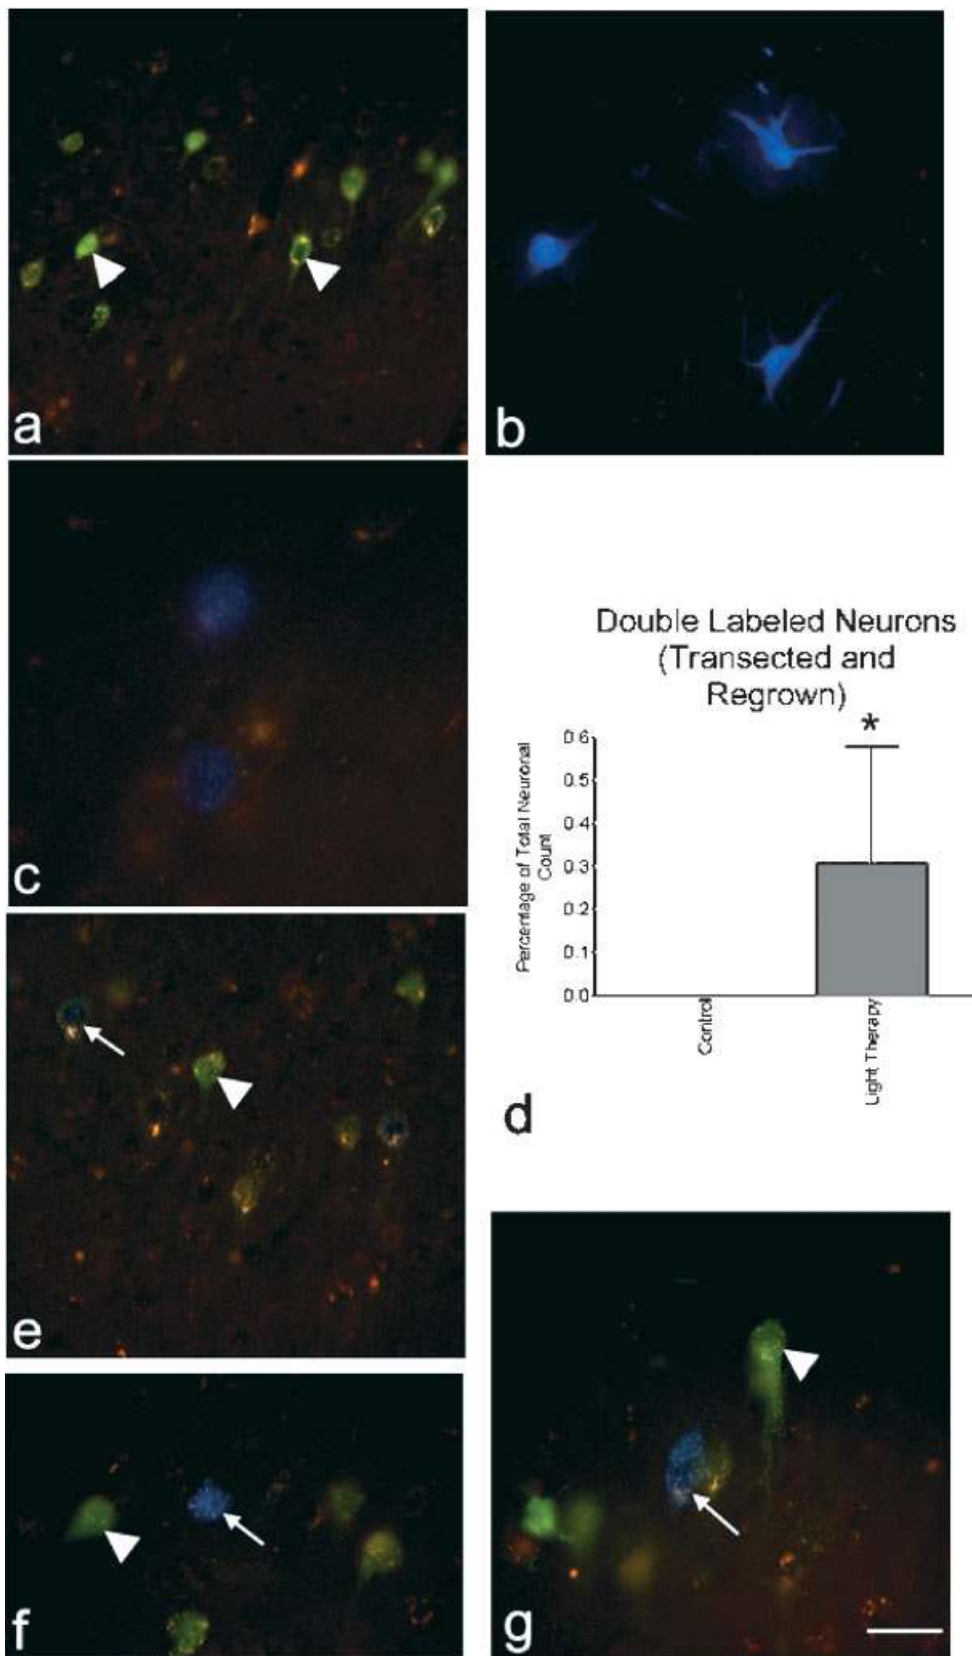 a
b
c
Double Labeled Neurons
(Transected and
Regrown)
*
0.6
0.5
0.4
0.3
0.2
0.1
0.0
Percentage of Total Neuronal
Count
Control
Light Therapy
d
e
f
g